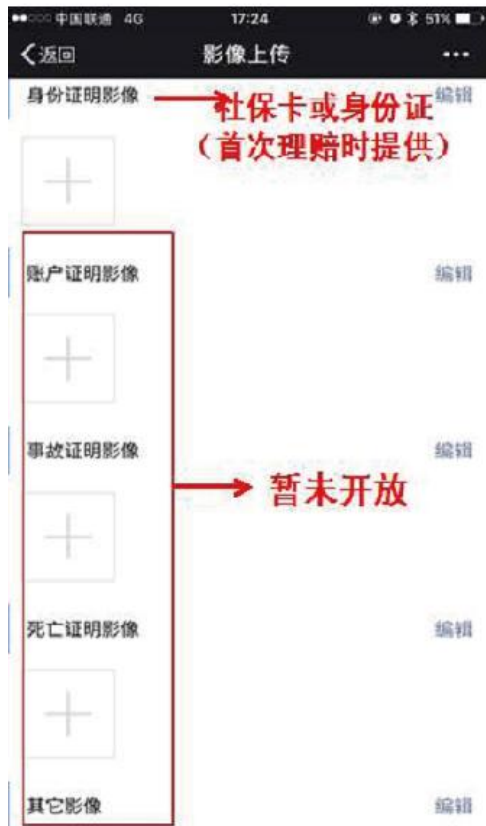 中国联通 4G 17:24 51%
返回 影像上传 ...
身份证明影像 编辑
社保卡或身份证
（首次理赔时提供）
账户证明影像 编辑
事故证明影像 编辑
暂未开放
死亡证明影像 编辑
其它影像 编辑